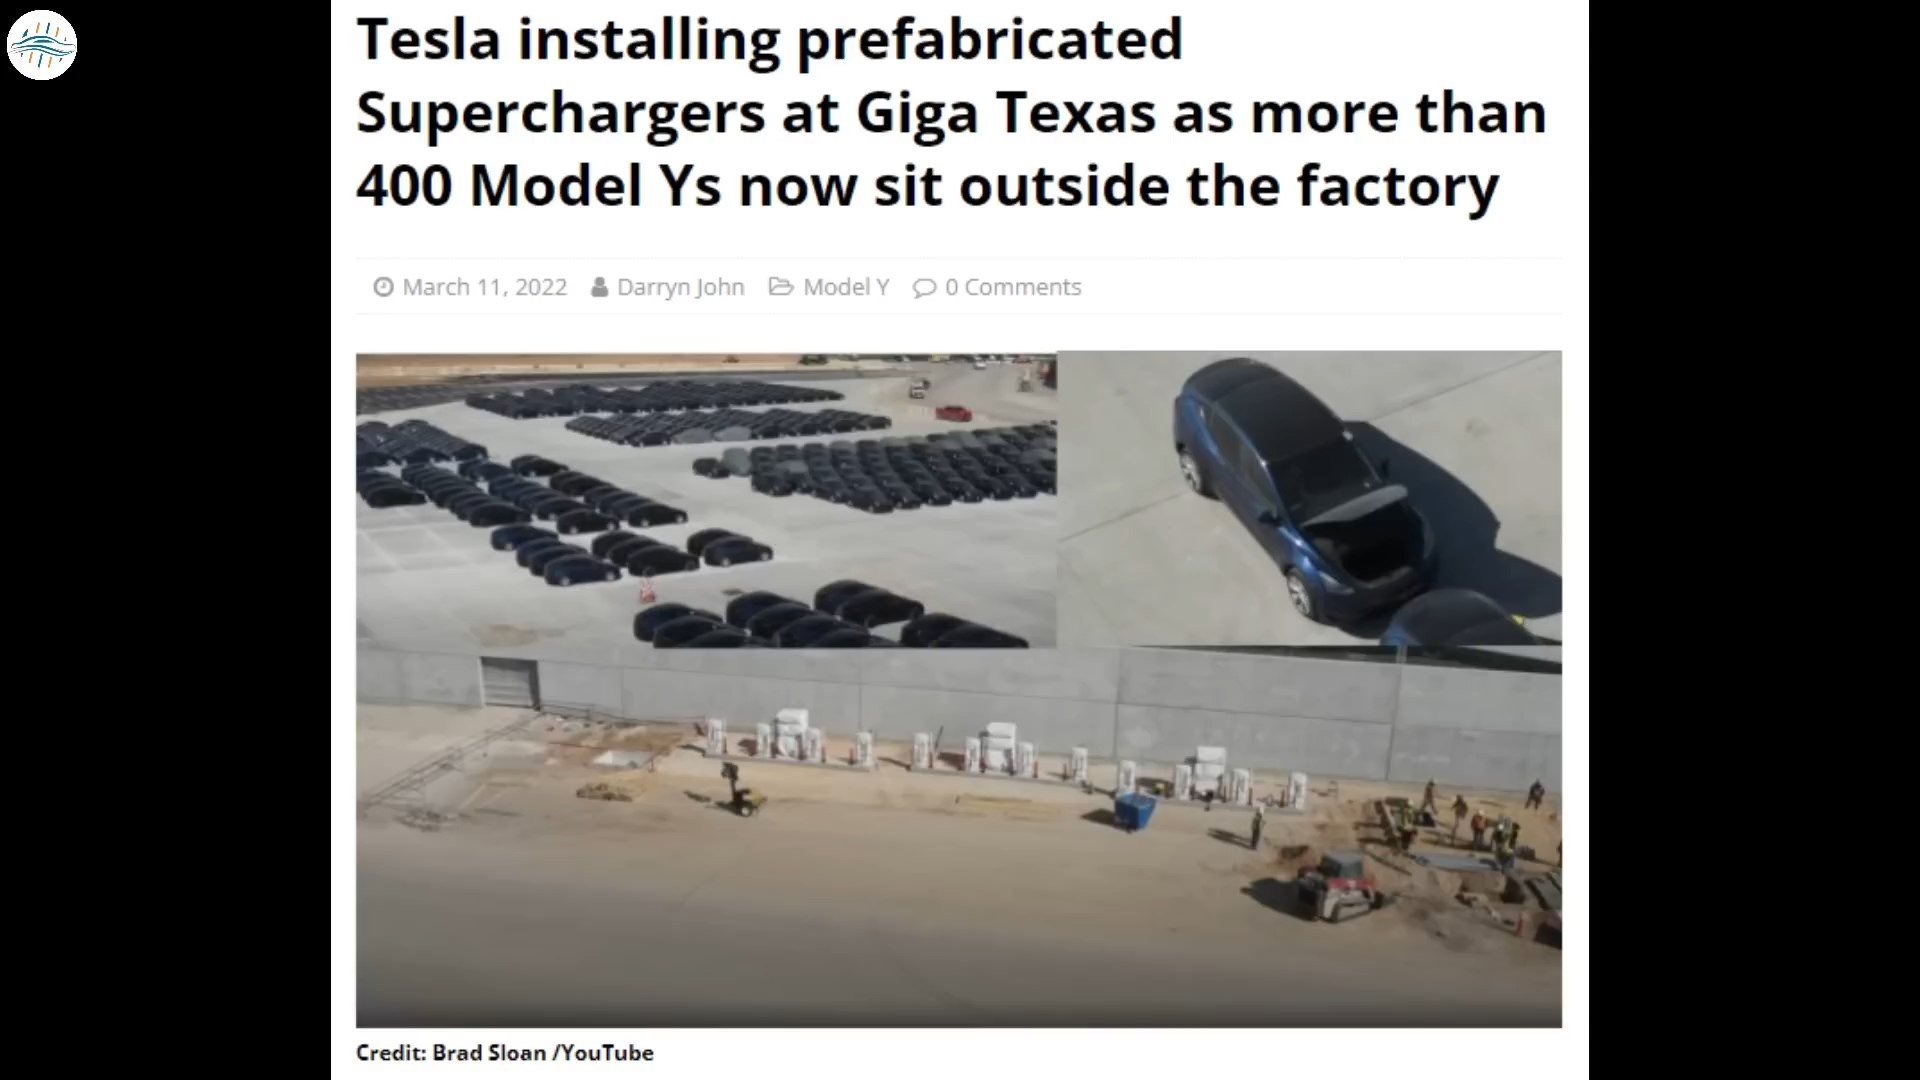 Tesla installing prefabricated
Superchargers at Giga Texas as more than
400 Model Ys now sit outside the factory
March 11, 2022 Darryn John Model Y 0 Comments
Credit: Brad Sloan /YouTube